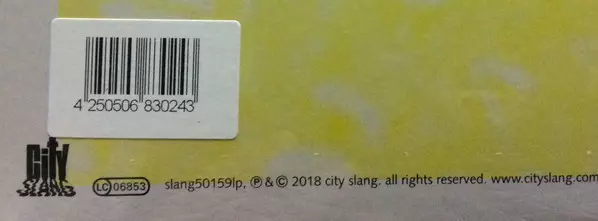 4 250506 830243
City
SLANG
LC 06853
slang50159lp, ℗ & © 2018 city slang. all rights reserved. www.cityslang.com